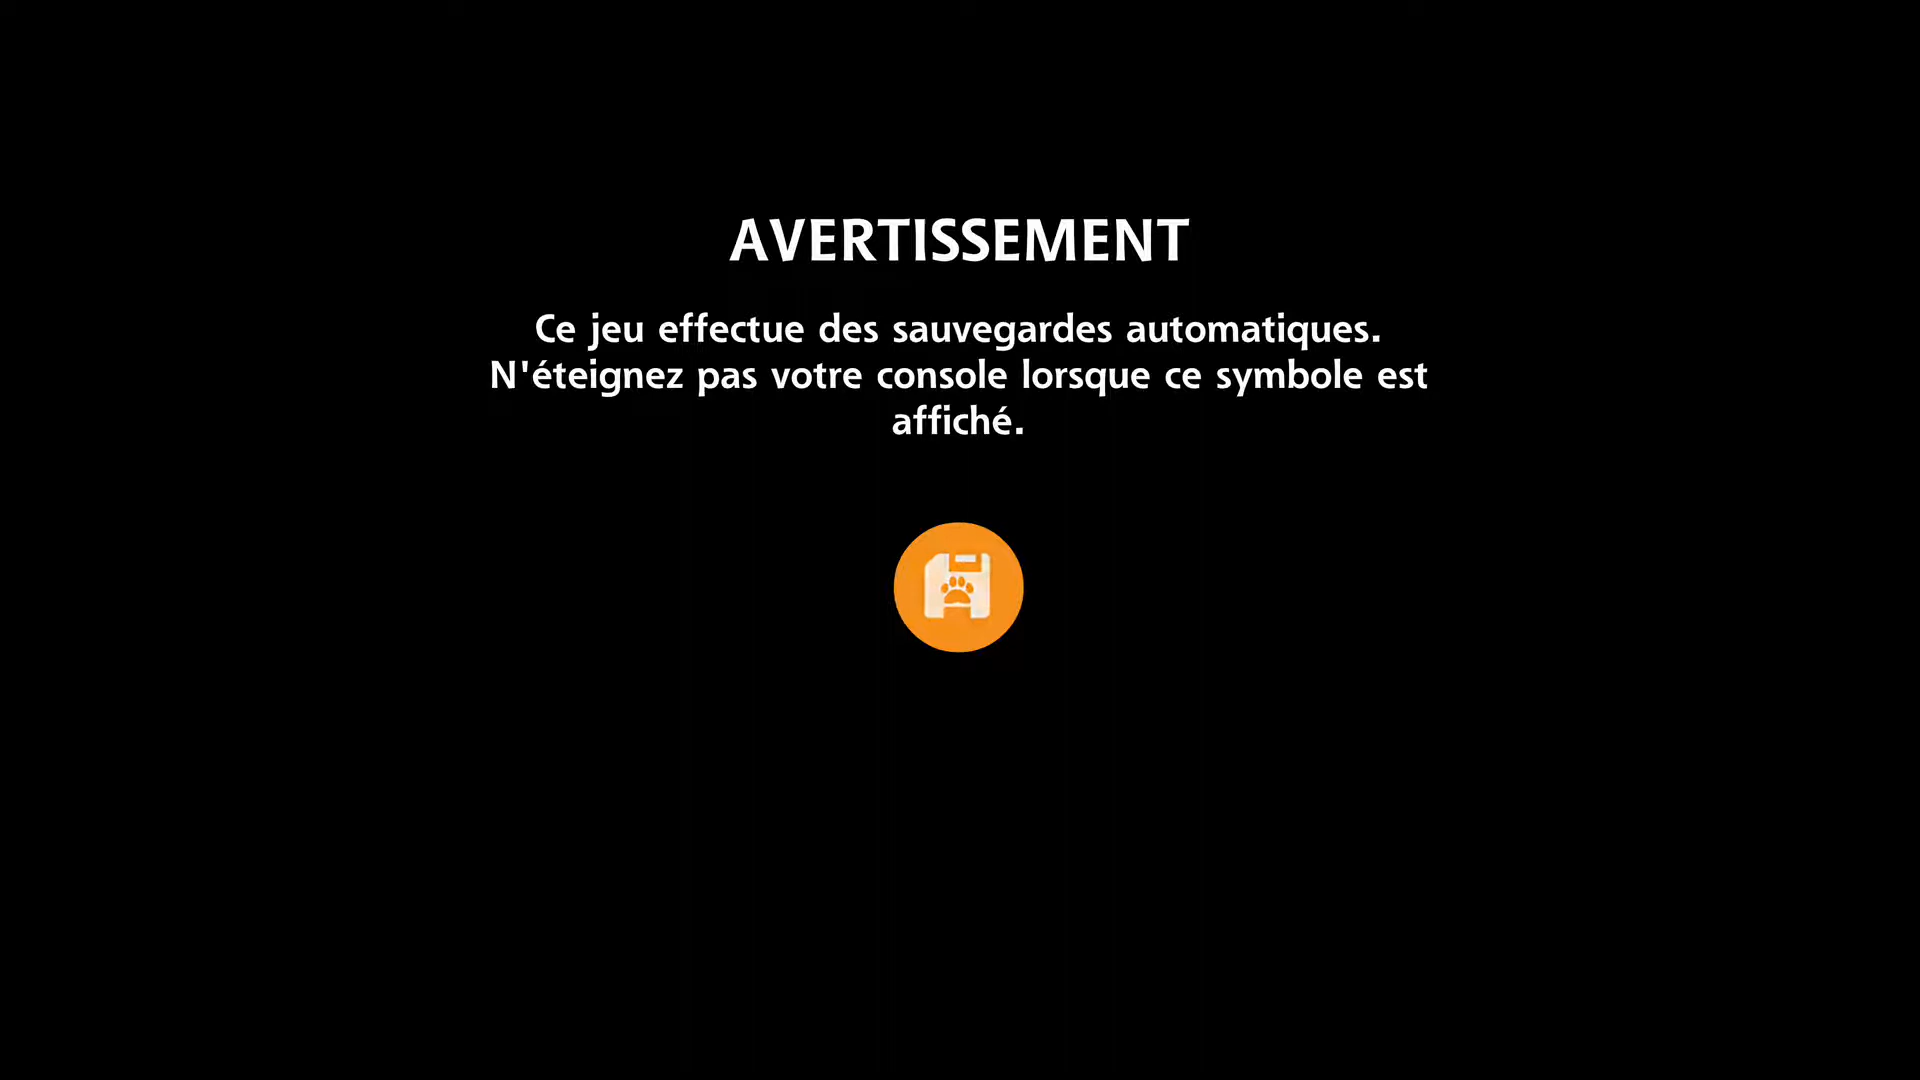 AVERTISSEMENT
Ce jeu effectue des sauvegardes automatiques.
N'éteignez pas votre console lorsque ce symbole est
affiché.